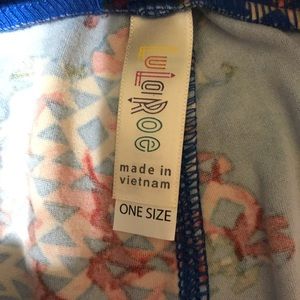 LuLaRoe
made in
vietnam
ONE SIZE